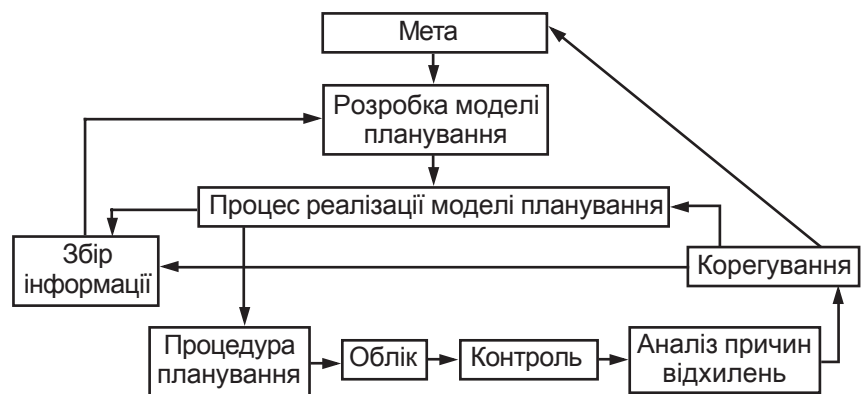 Мета
Розробка моделі
планування
Процес реалізації моделі планування
Збір
інформації
Корегування
Процедура
планування
Облік
Контроль
Аналіз причин
відхилень